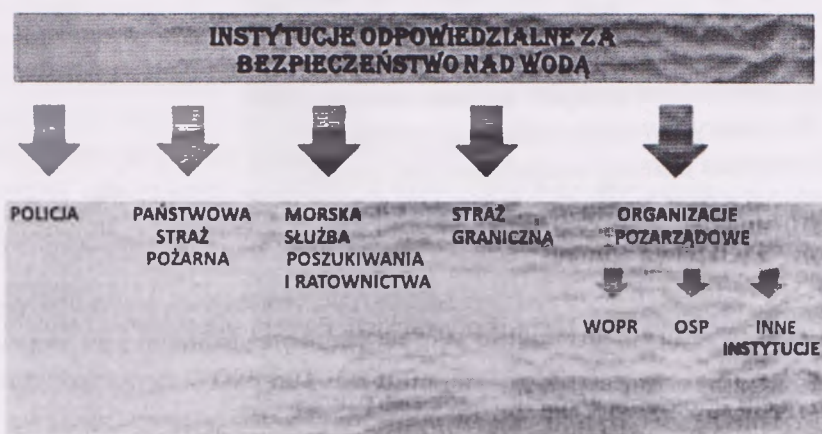 INSTYTUCJE ODPOWIEDZIALNE ZA
BEZPIECZEŃSTWO NAD WODĄ
POLICJA
PAŃSTWOWA
STRAŻ
POŻARNA
MORSKA
SŁUŻBA
POSZUKIWANIA
I RATOWNICTWA
STRAŻ
GRANICZNA
ORGANIZACJE
POZARZĄDOWE
WOPR
OSP
INNE
INSTYTUCJE